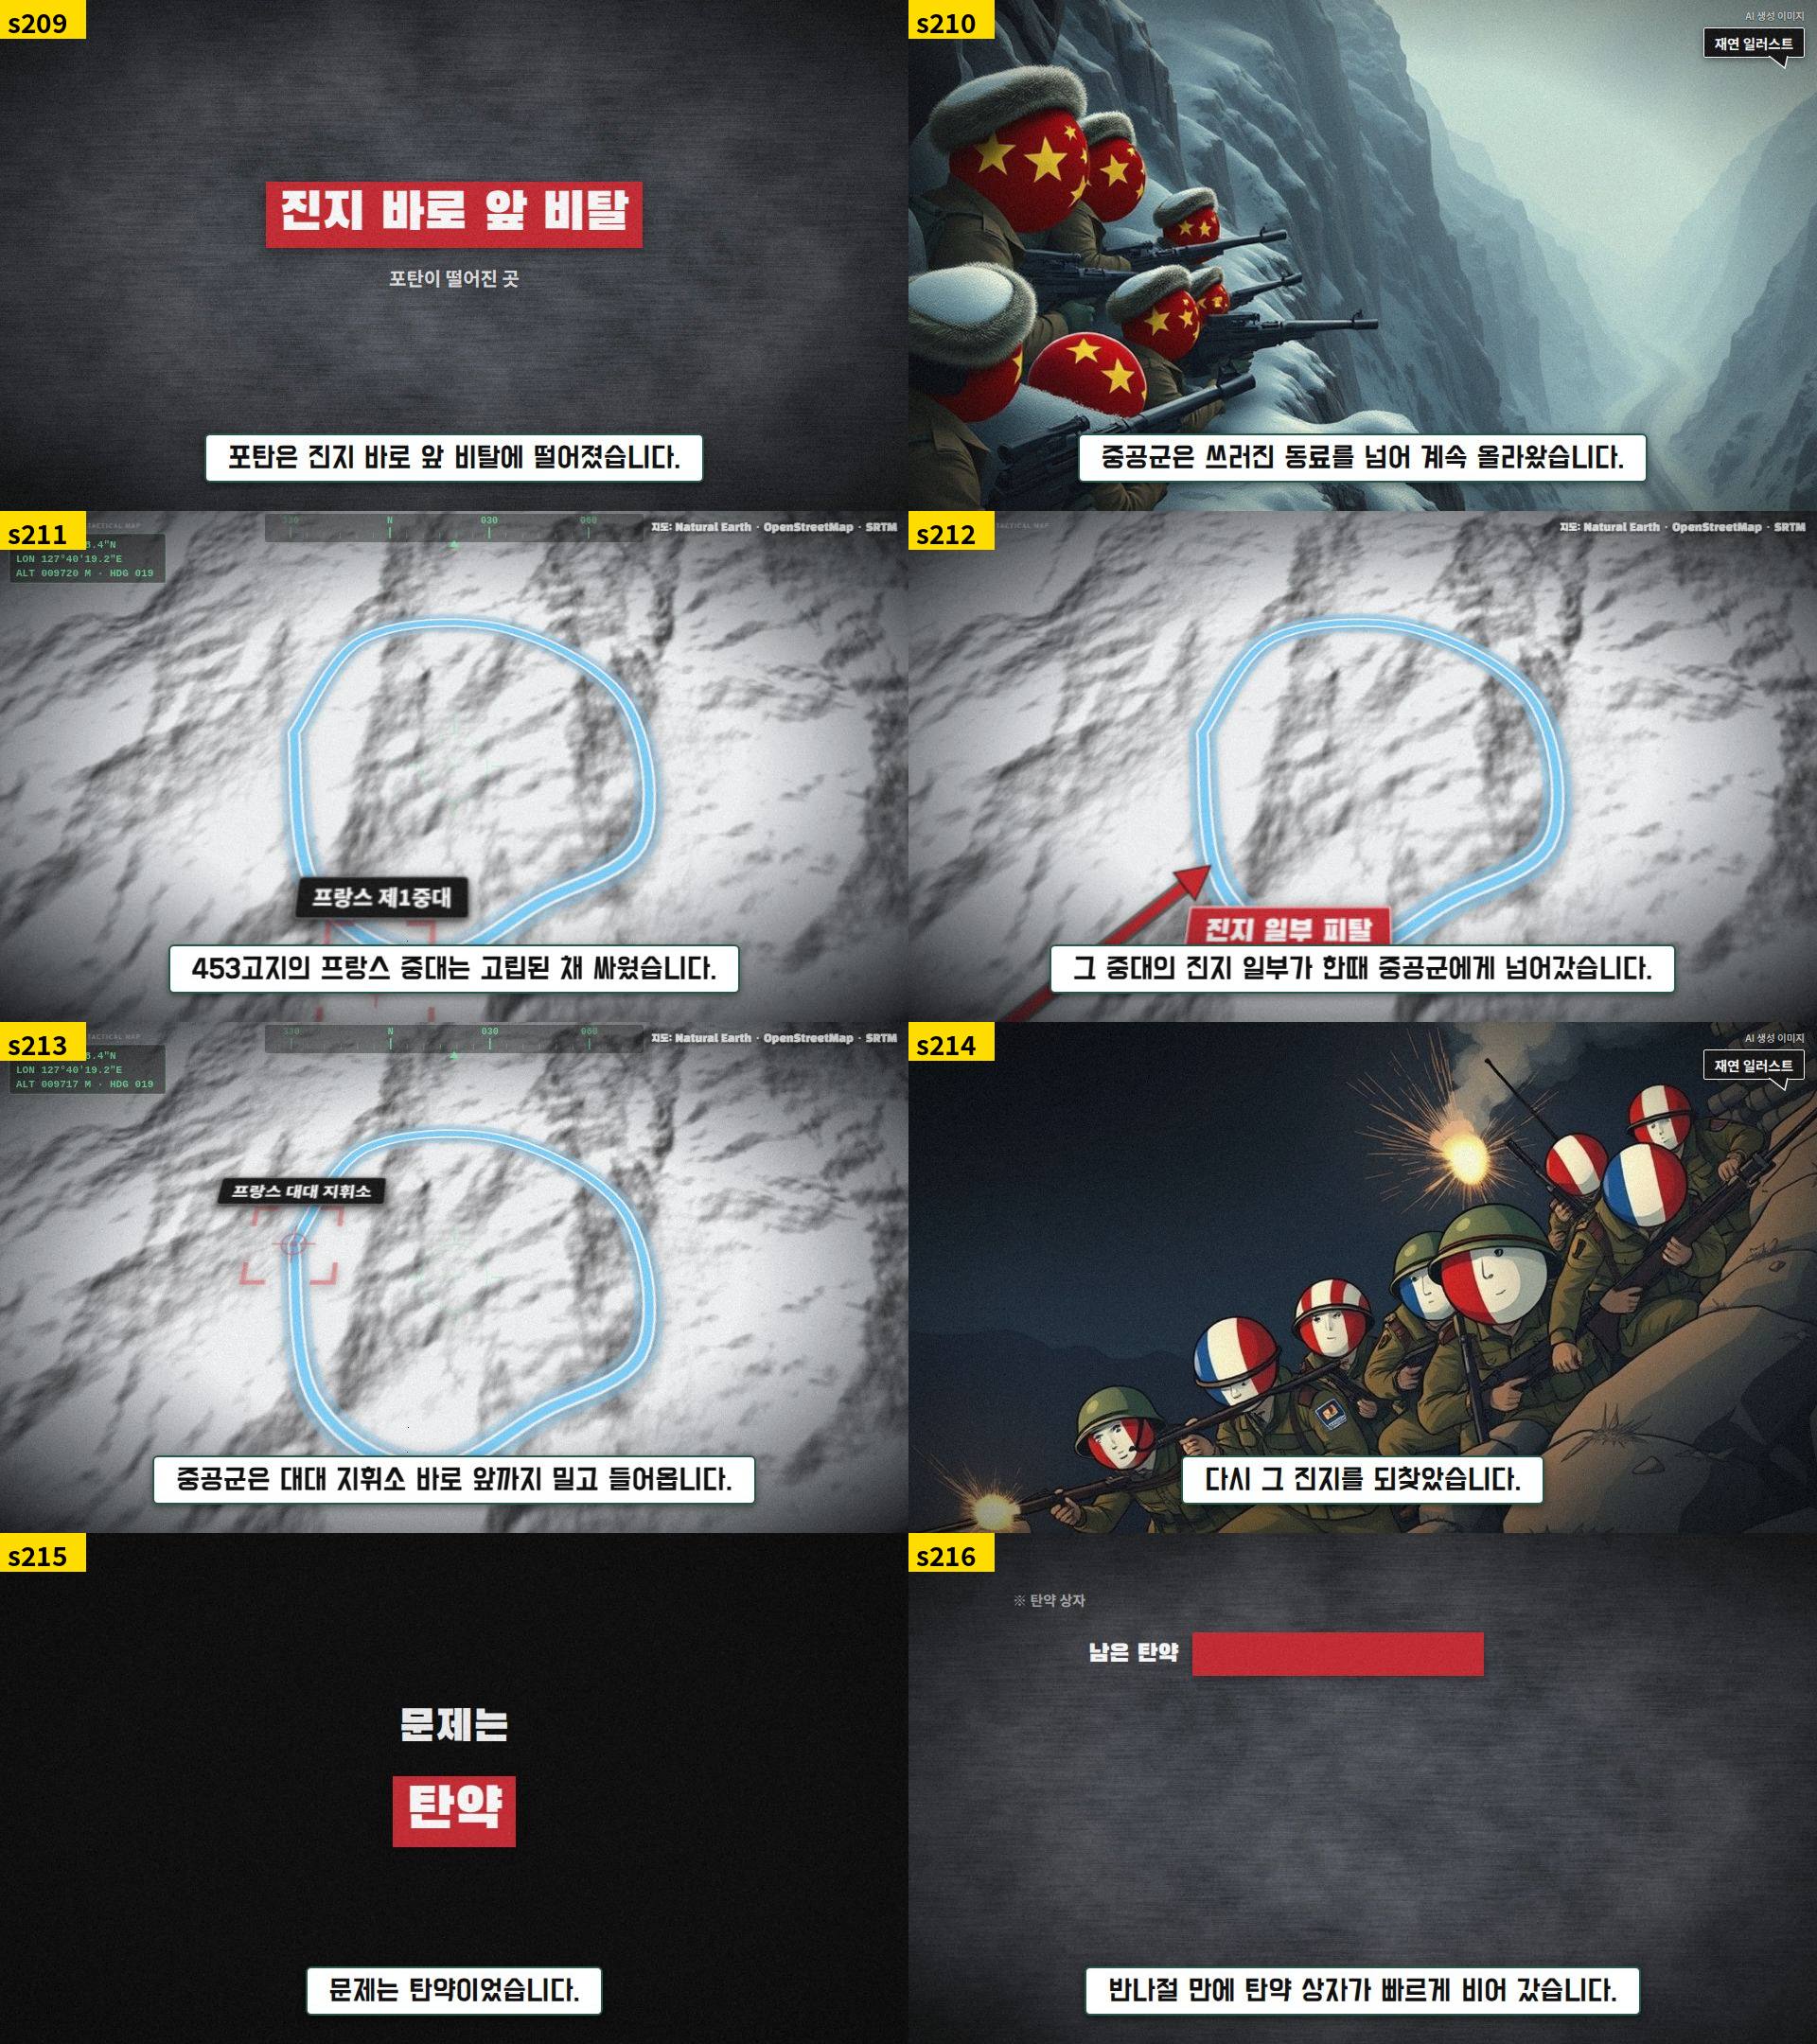 s209
진지 바로 앞 비탈
포탄이 떨어진 곳
포탄은 진지 바로 앞 비탈에 떨어졌습니다.
s210
AI 생성 이미지
재연 일러스트
중공군은 쓰러진 동료를 넘어 계속 올라왔습니다.
s211
TACTICAL MAP
LON 127°40'19.2"E
ALT 009720 M · HDG 019
330 N 030 060
지도: Natural Earth · OpenStreetMap · SRTM
프랑스 제1중대
453고지의 프랑스 중대는 고립된 채 싸웠습니다.
s212
TACTICAL MAP
지도: Natural Earth · OpenStreetMap · SRTM
진지 일부 피탈
그 중대의 진지 일부가 한때 중공군에게 넘어갔습니다.
s213
TACTICAL MAP
LON 127°40'19.2"E
ALT 009717 M · HDG 019
330 N 030 060
지도: Natural Earth · OpenStreetMap · SRTM
프랑스 대대 지휘소
중공군은 대대 지휘소 바로 앞까지 밀고 들어옵니다.
s214
AI 생성 이미지
재연 일러스트
다시 그 진지를 되찾았습니다.
s215
문제는
탄약
문제는 탄약이었습니다.
s216
※ 탄약 상자
남은 탄약
반나절 만에 탄약 상자가 빠르게 비어 갔습니다.